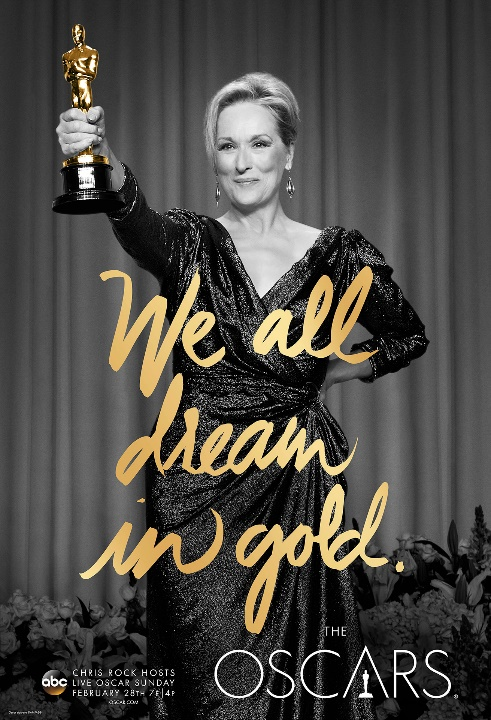 We all
dream
in gold.
THE
OSCARS
abc
CHRIS ROCK HOSTS
LIVE OSCAR SUNDAY
FEBRUARY 28TH 7E|4P
OSCAR.COM